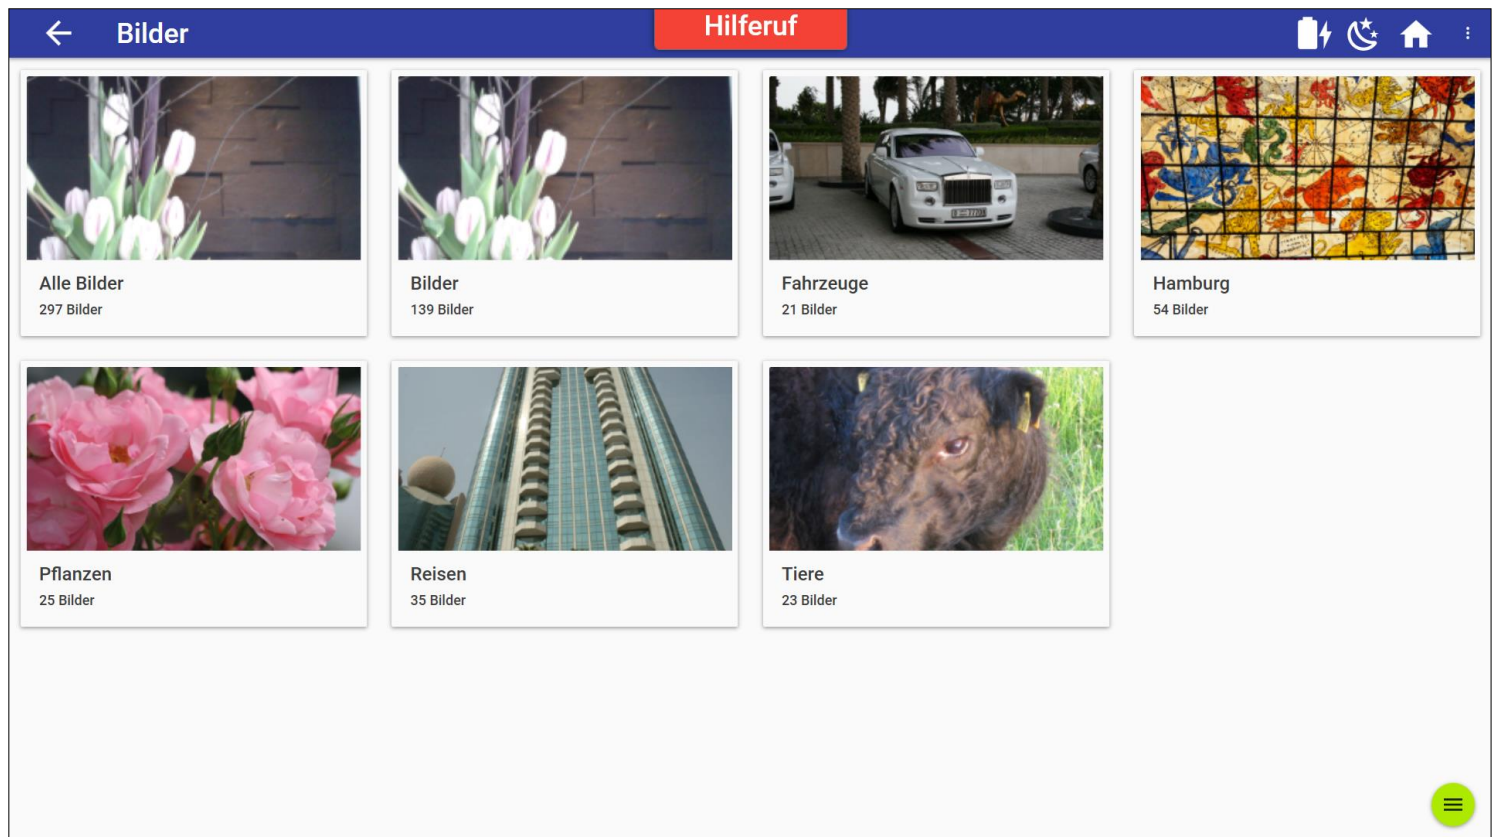 Bilder
Hilferuf
Alle Bilder
297 Bilder
Bilder
139 Bilder
Fahrzeuge
21 Bilder
Hamburg
54 Bilder
Pflanzen
25 Bilder
Reisen
35 Bilder
Tiere
23 Bilder